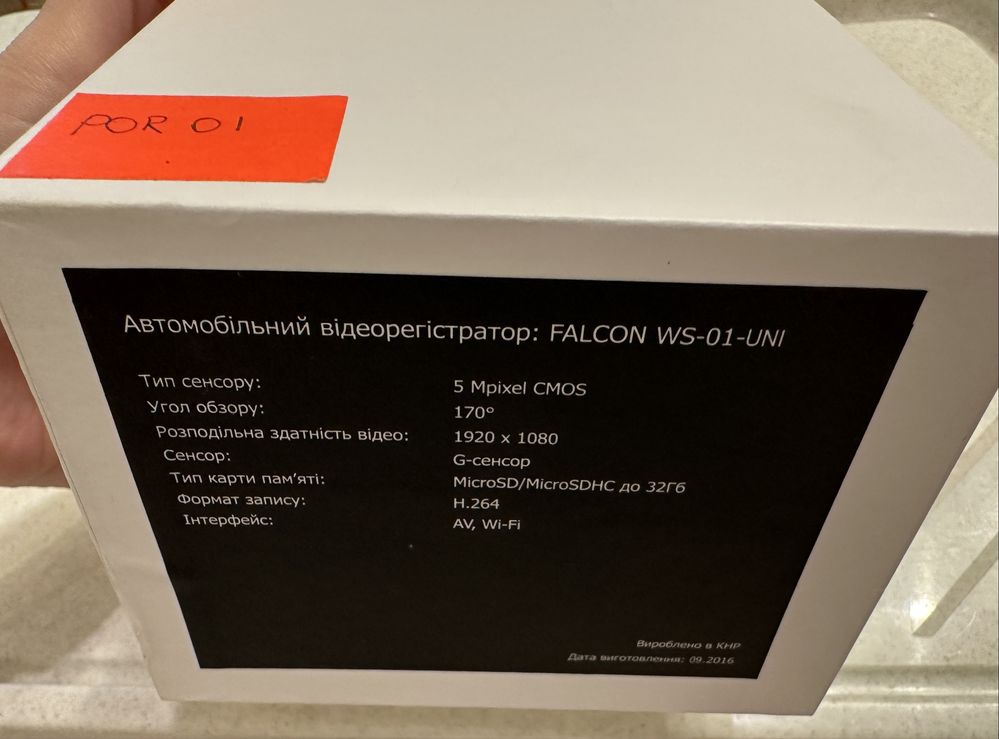 POR 01
Автомобільний відеорегістратор: FALCON WS-01-UNI
Тип сенсору: 5 Mpixel CMOS
Угол обзору: 170°
Розподільна здатність відео: 1920 x 1080
Сенсор: G-сенсор
Тип карти пам'яті: MicroSD/MicroSDHC до 32Гб
Формат запису: H.264
Інтерфейс: AV, Wi-Fi
Вироблено в КНР
Дата виготовлення: 09.2016